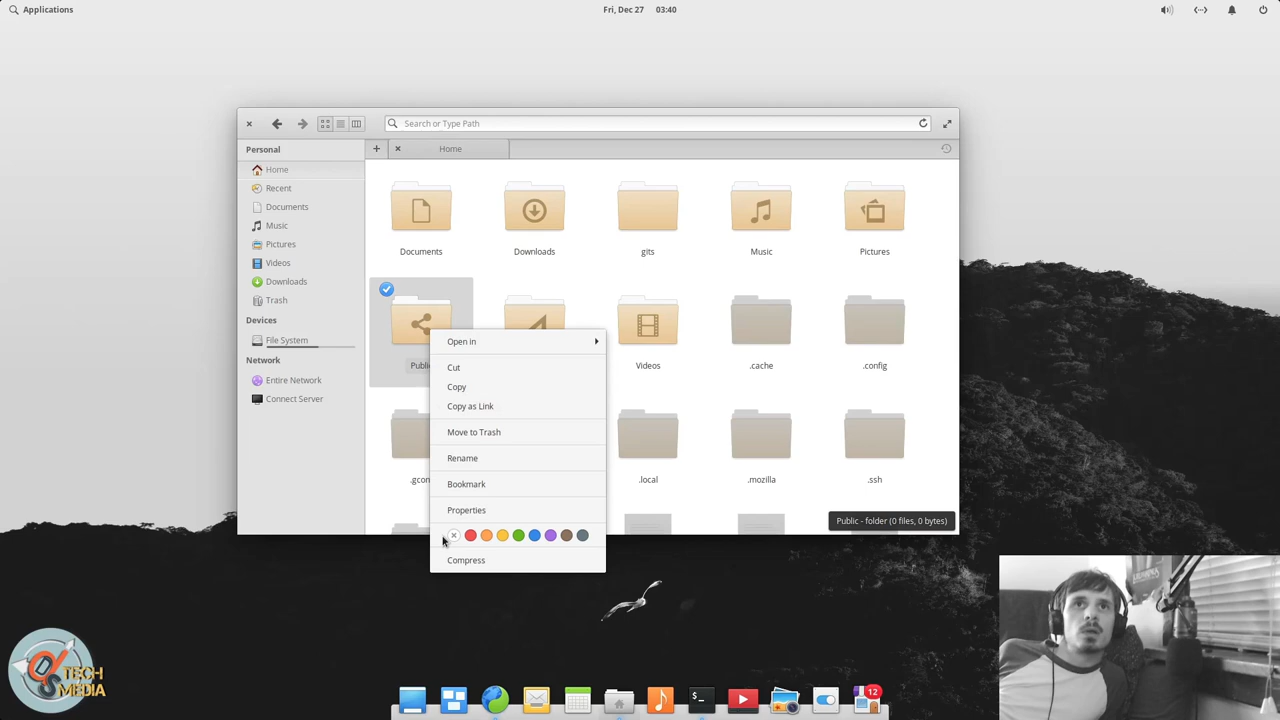 Applications
Fri, Dec 27 03:40
Search or Type Path
Personal
Home
Home
Recent
Documents
Music
Pictures
Videos
Downloads
Trash
Devices
File System
Network
Entire Network
Connect Server
Documents
Downloads
gits
Music
Pictures
Videos
.cache
.config
.local
.mozilla
.ssh
Open in
Cut
Copy
Copy as Link
Move to Trash
Rename
Bookmark
Properties
Compress
Public - folder (0 files, 0 bytes)
TECH
MEDIA
12